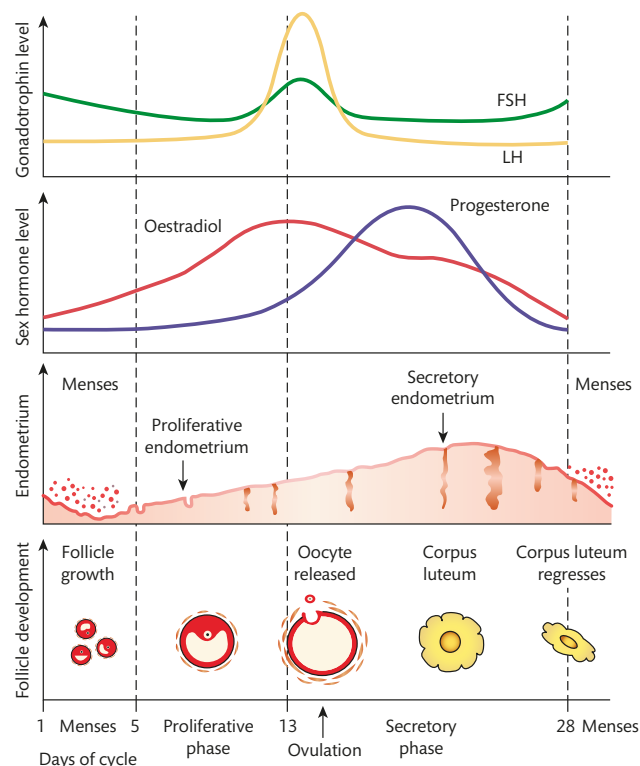 Gonadotrophin level
FSH
LH
Sex hormone level
Oestradiol
Progesterone
Endometrium
Menses
Proliferative
endometrium
Secretory
endometrium
Menses
Follicle development
Follicle
growth
Oocyte
released
Corpus
luteum
Corpus luteum
regresses
1 Menses 5 Proliferative 13 Secretory 28 Menses
phase Ovulation phase
Days of cycle